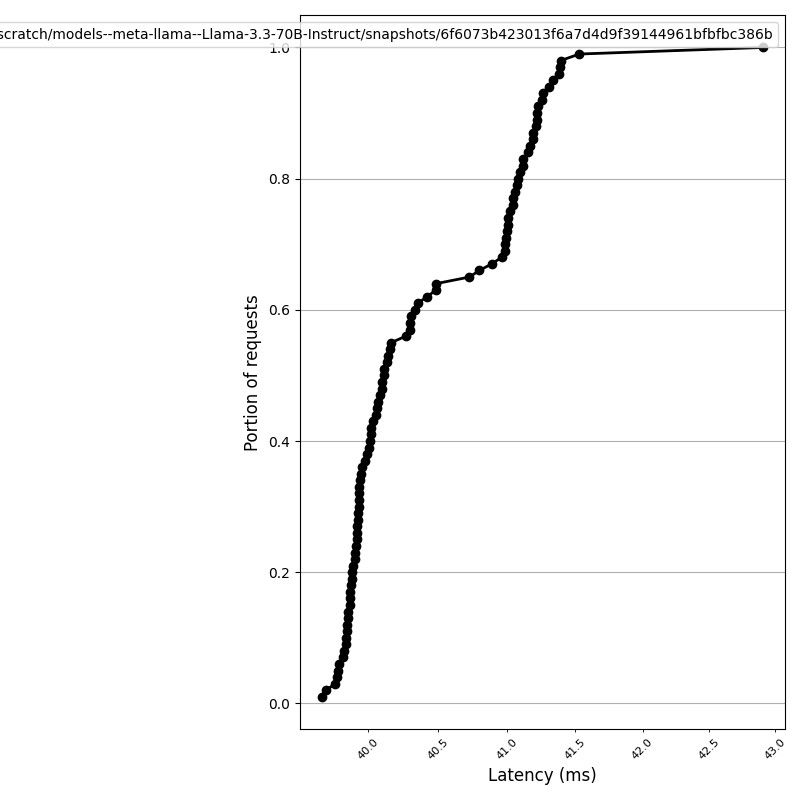 scratch/models--meta-llama--Llama-3.3-70B-Instruct/snapshots/6f6073b423013f6a7d4d9f39144961bfbfbc386b
1.0
0.8
0.6
0.4
0.2
0.0
Portion of requests
40.0 40.5 41.0 41.5 42.0 42.5 43.0
Latency (ms)